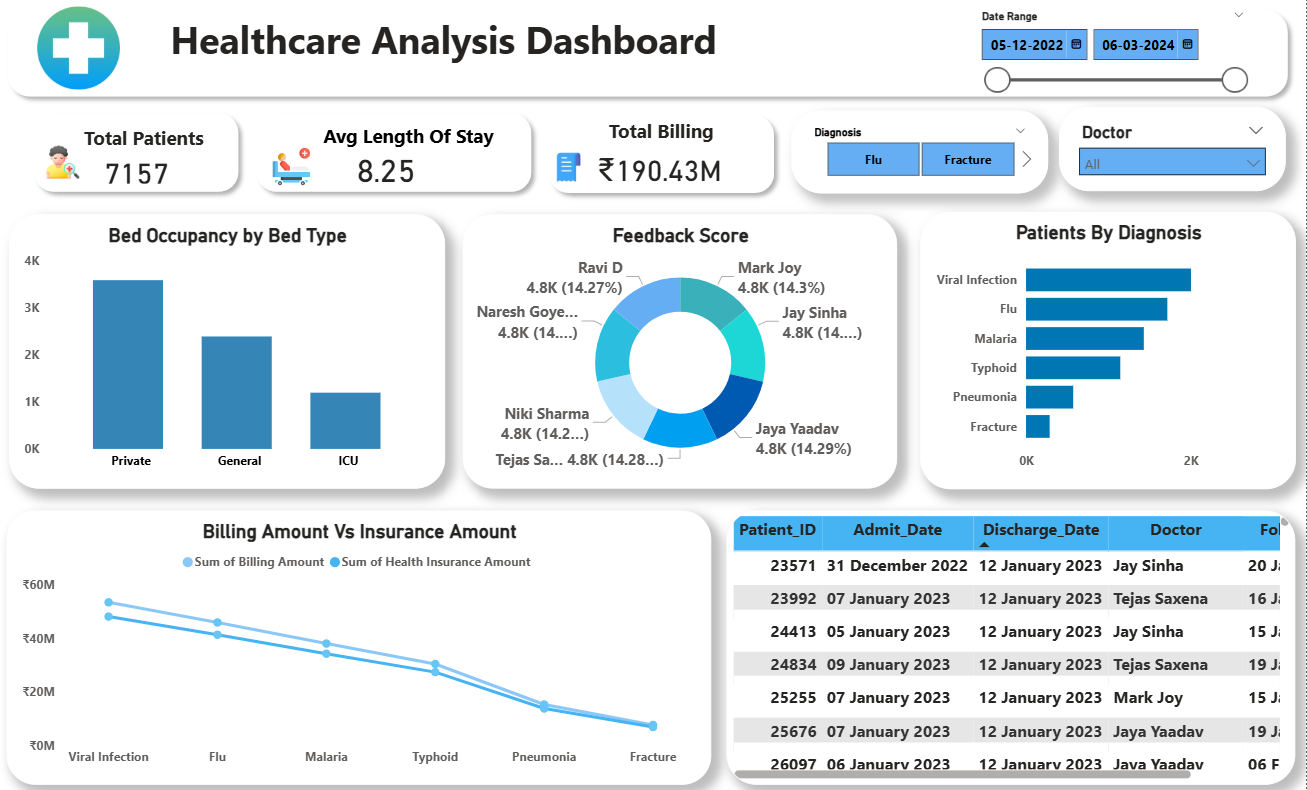 Healthcare Analysis Dashboard
Date Range
05-12-2022
06-03-2024
Total Patients
7157
Avg Length Of Stay
8.25
Total Billing
₹190.43M
Diagnosis
Flu
Fracture
Doctor
All
Bed Occupancy by Bed Type
4K
3K
2K
1K
0K
Private
General
ICU
Feedback Score
Ravi D
4.8K (14.27%)
Mark Joy
4.8K (14.3%)
Naresh Goye...
4.8K (14....)
Jay Sinha
4.8K (14....)
Niki Sharma
4.8K (14.2...)
Jaya Yaadav
4.8K (14.29%)
Tejas Sa... 4.8K (14.28...)
Patients By Diagnosis
Viral Infection
Flu
Malaria
Typhoid
Pneumonia
Fracture
0K
2K
Billing Amount Vs Insurance Amount
Sum of Billing Amount
Sum of Health Insurance Amount
₹60M
₹40M
₹20M
₹0M
Viral Infection
Flu
Malaria
Typhoid
Pneumonia
Fracture
Patient_ID Admit_Date Discharge_Date Doctor
23571 31 December 2022 12 January 2023 Jay Sinha 20
23992 07 January 2023 12 January 2023 Tejas Saxena 16
24413 05 January 2023 12 January 2023 Jay Sinha 15
24834 09 January 2023 12 January 2023 Tejas Saxena 19
25255 07 January 2023 12 January 2023 Mark Joy 15
25676 07 January 2023 12 January 2023 Jaya Yaadav 19
26097 06 January 2023 12 January 2023 Jaya Yaadav 06